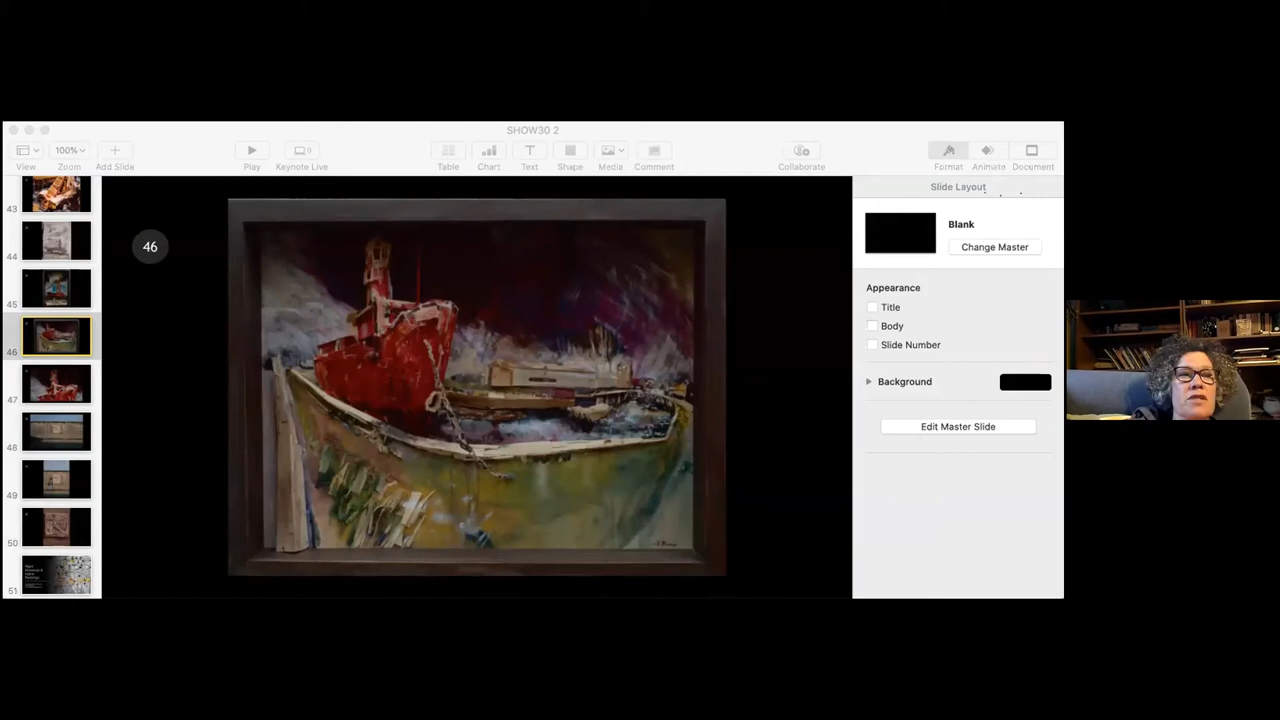 SHOW30 2
100%
View
Zoom
Add Slide
Play
Keynote Live
Table
Chart
Text
Shape
Media
Comment
Collaborate
Format
Animate
Document
Slide Layout
43
44
45
46
47
48
49
50
51
46
Blank
Change Master
Appearance
Title
Body
Slide Number
Background
Edit Master Slide